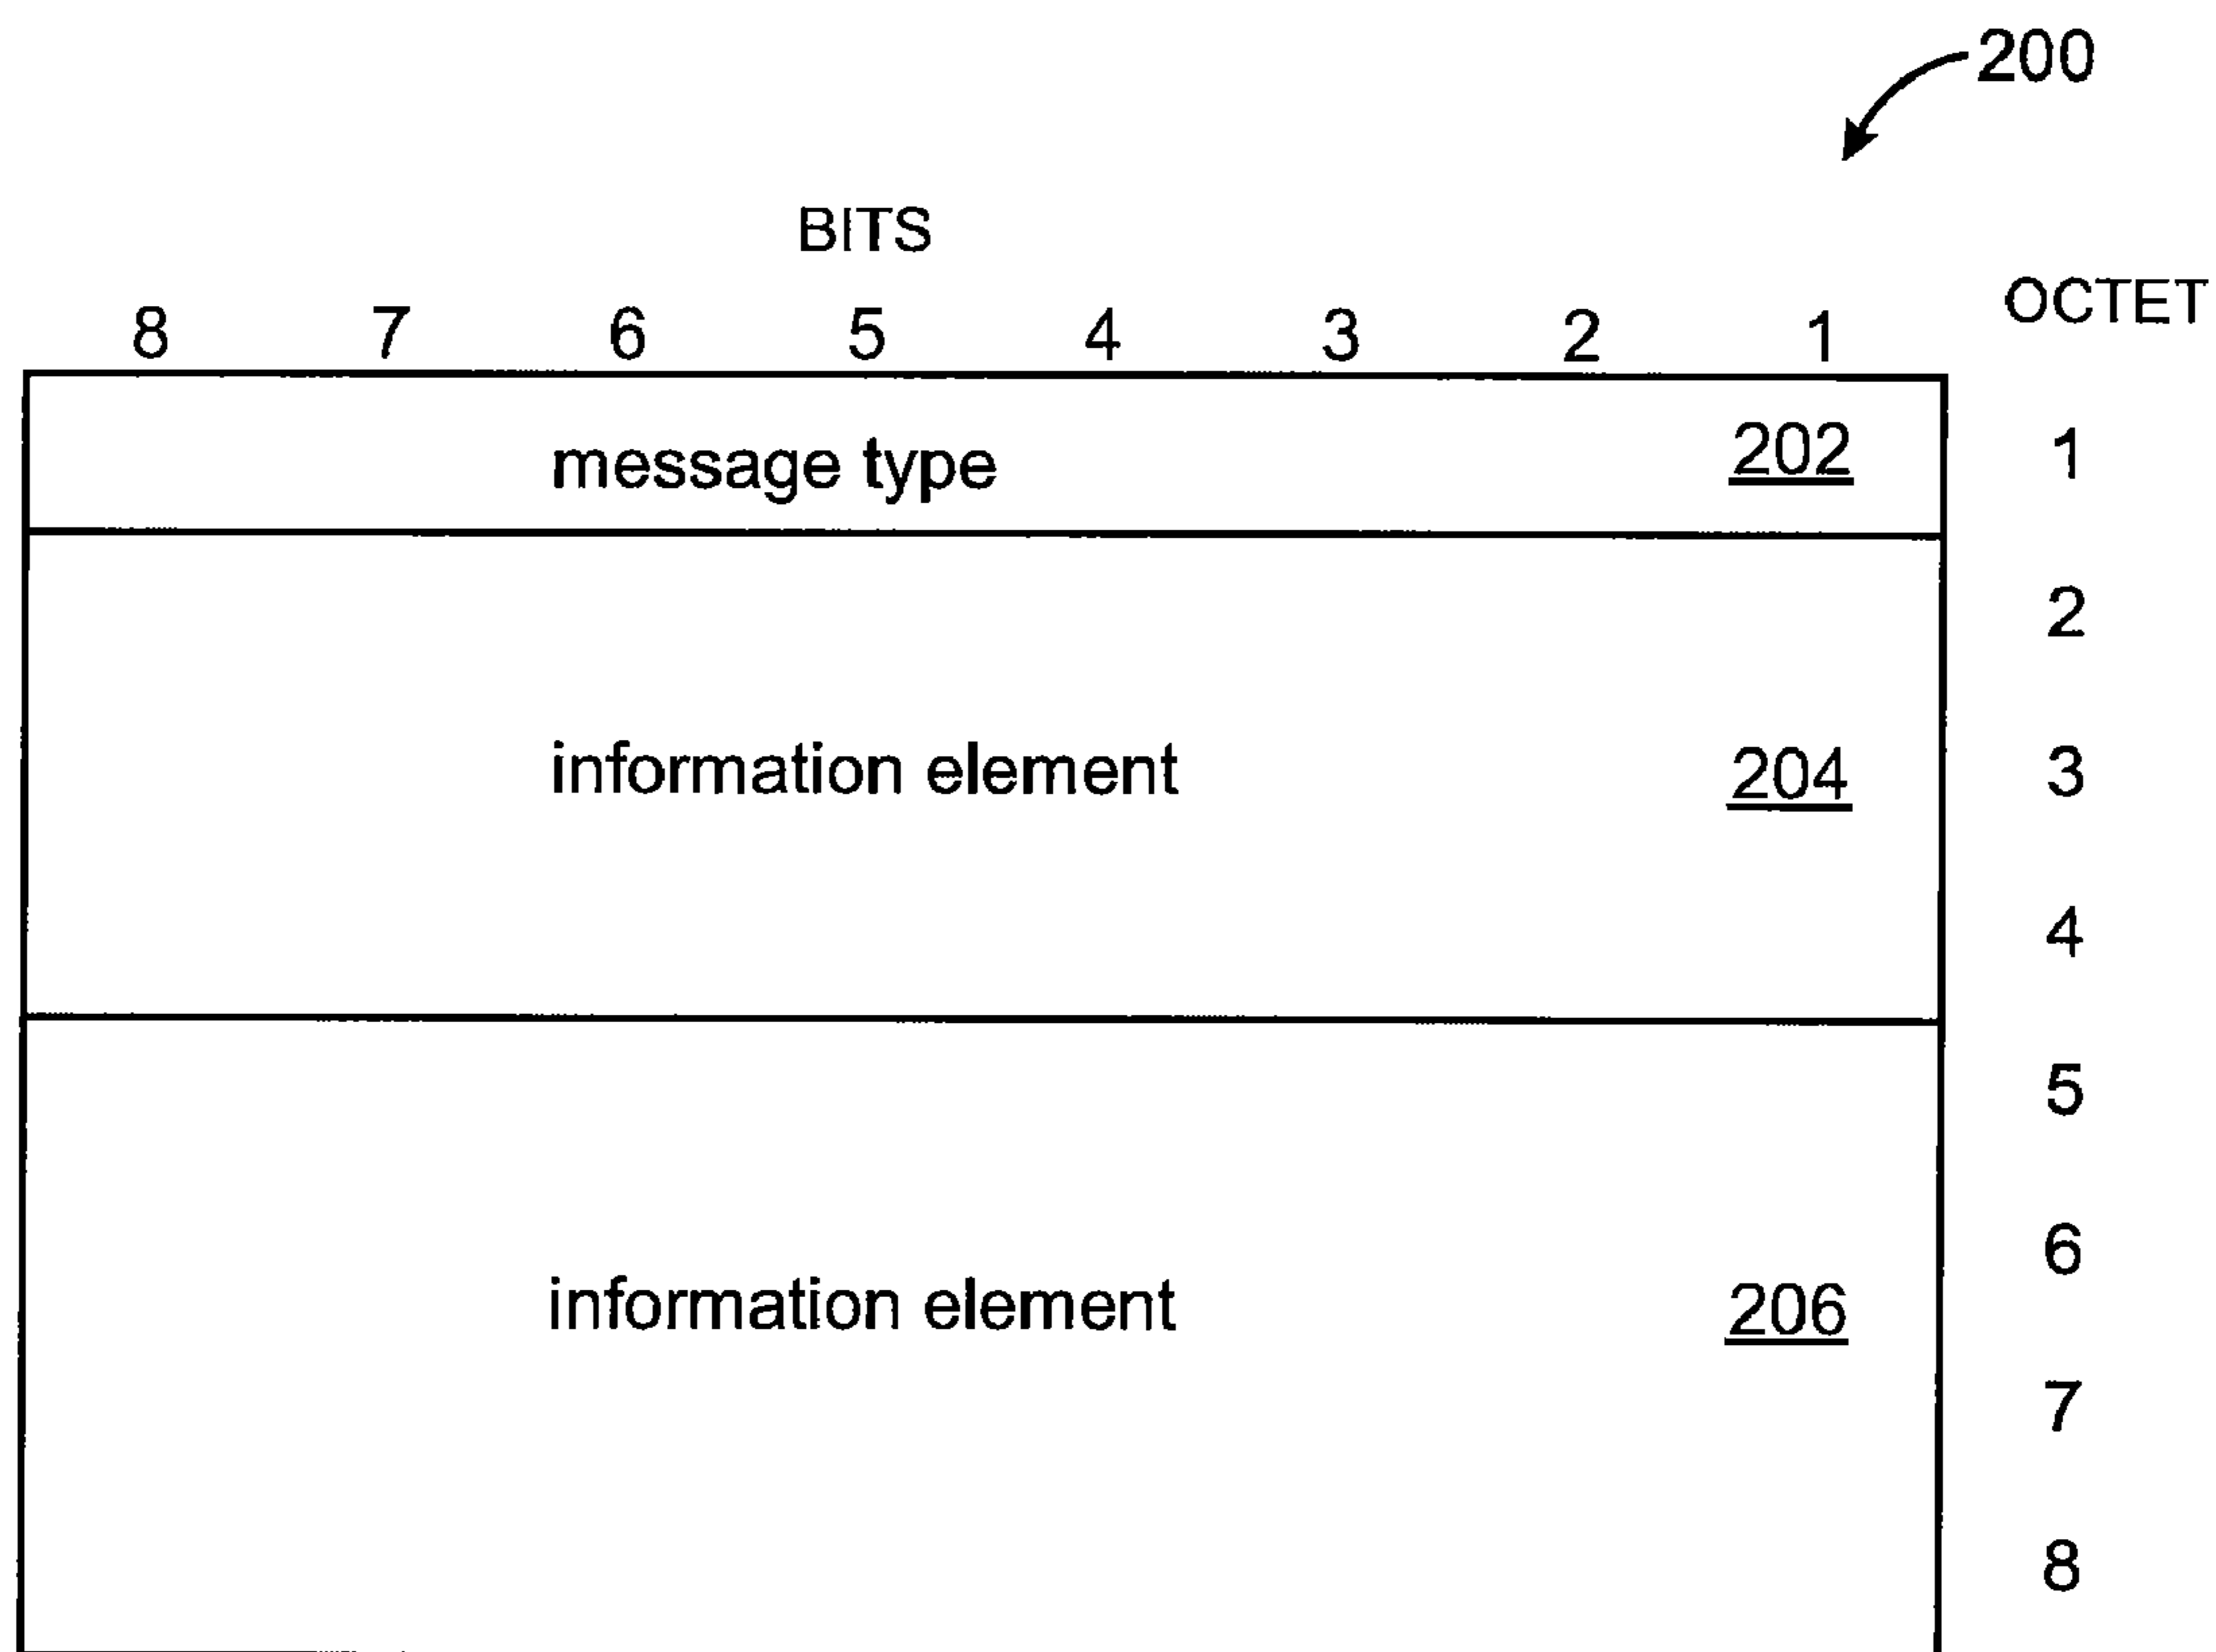 200
BITS
OCTET
8 7 6 5 4 3 2 1
message type 202 1
2
information element 204 3
4
5
6
information element 206
7
8